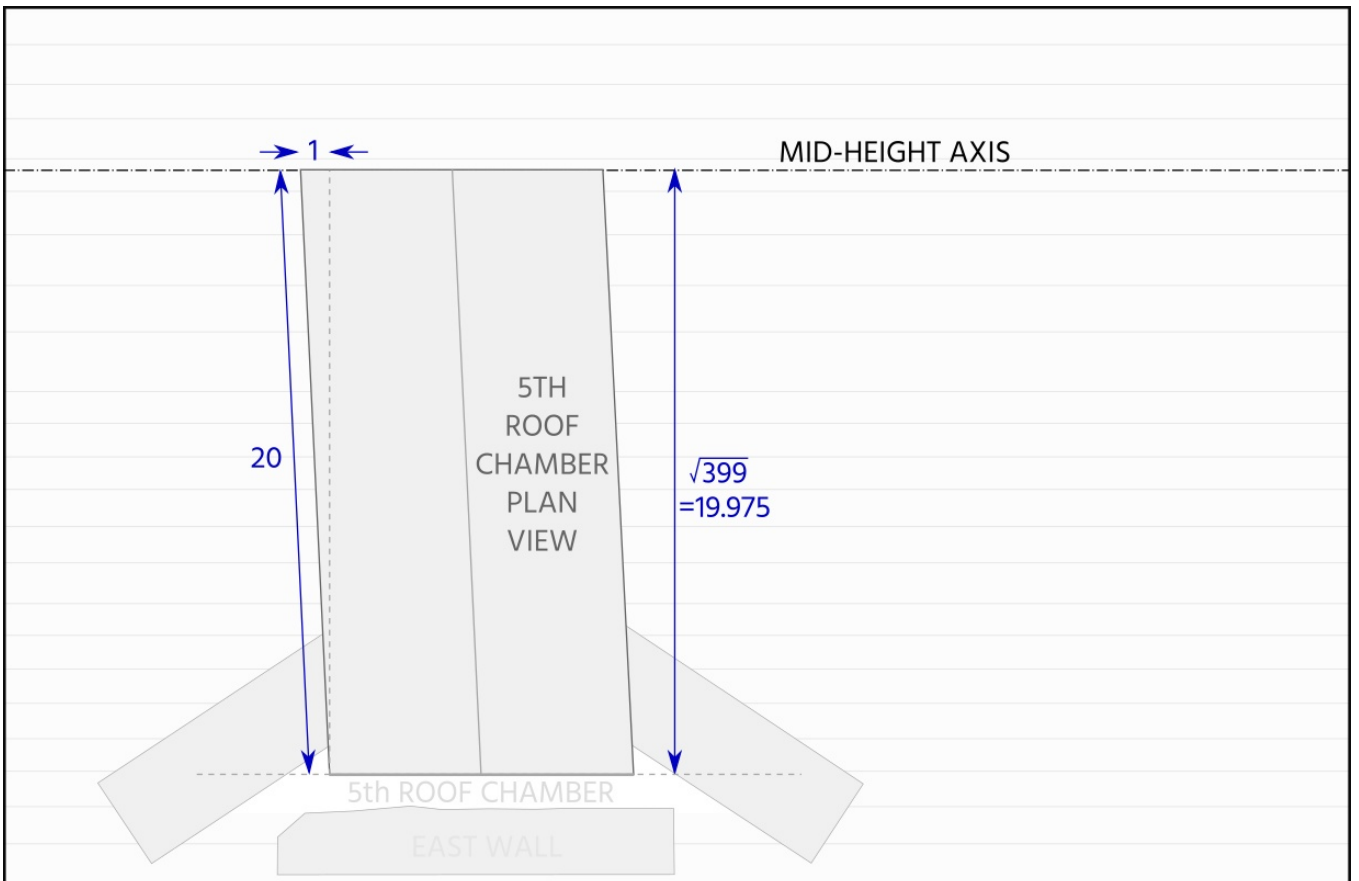 1
MID-HEIGHT AXIS
5TH
ROOF
CHAMBER
PLAN
VIEW
20
√399
=19.975
5th ROOF CHAMBER
EAST WALL